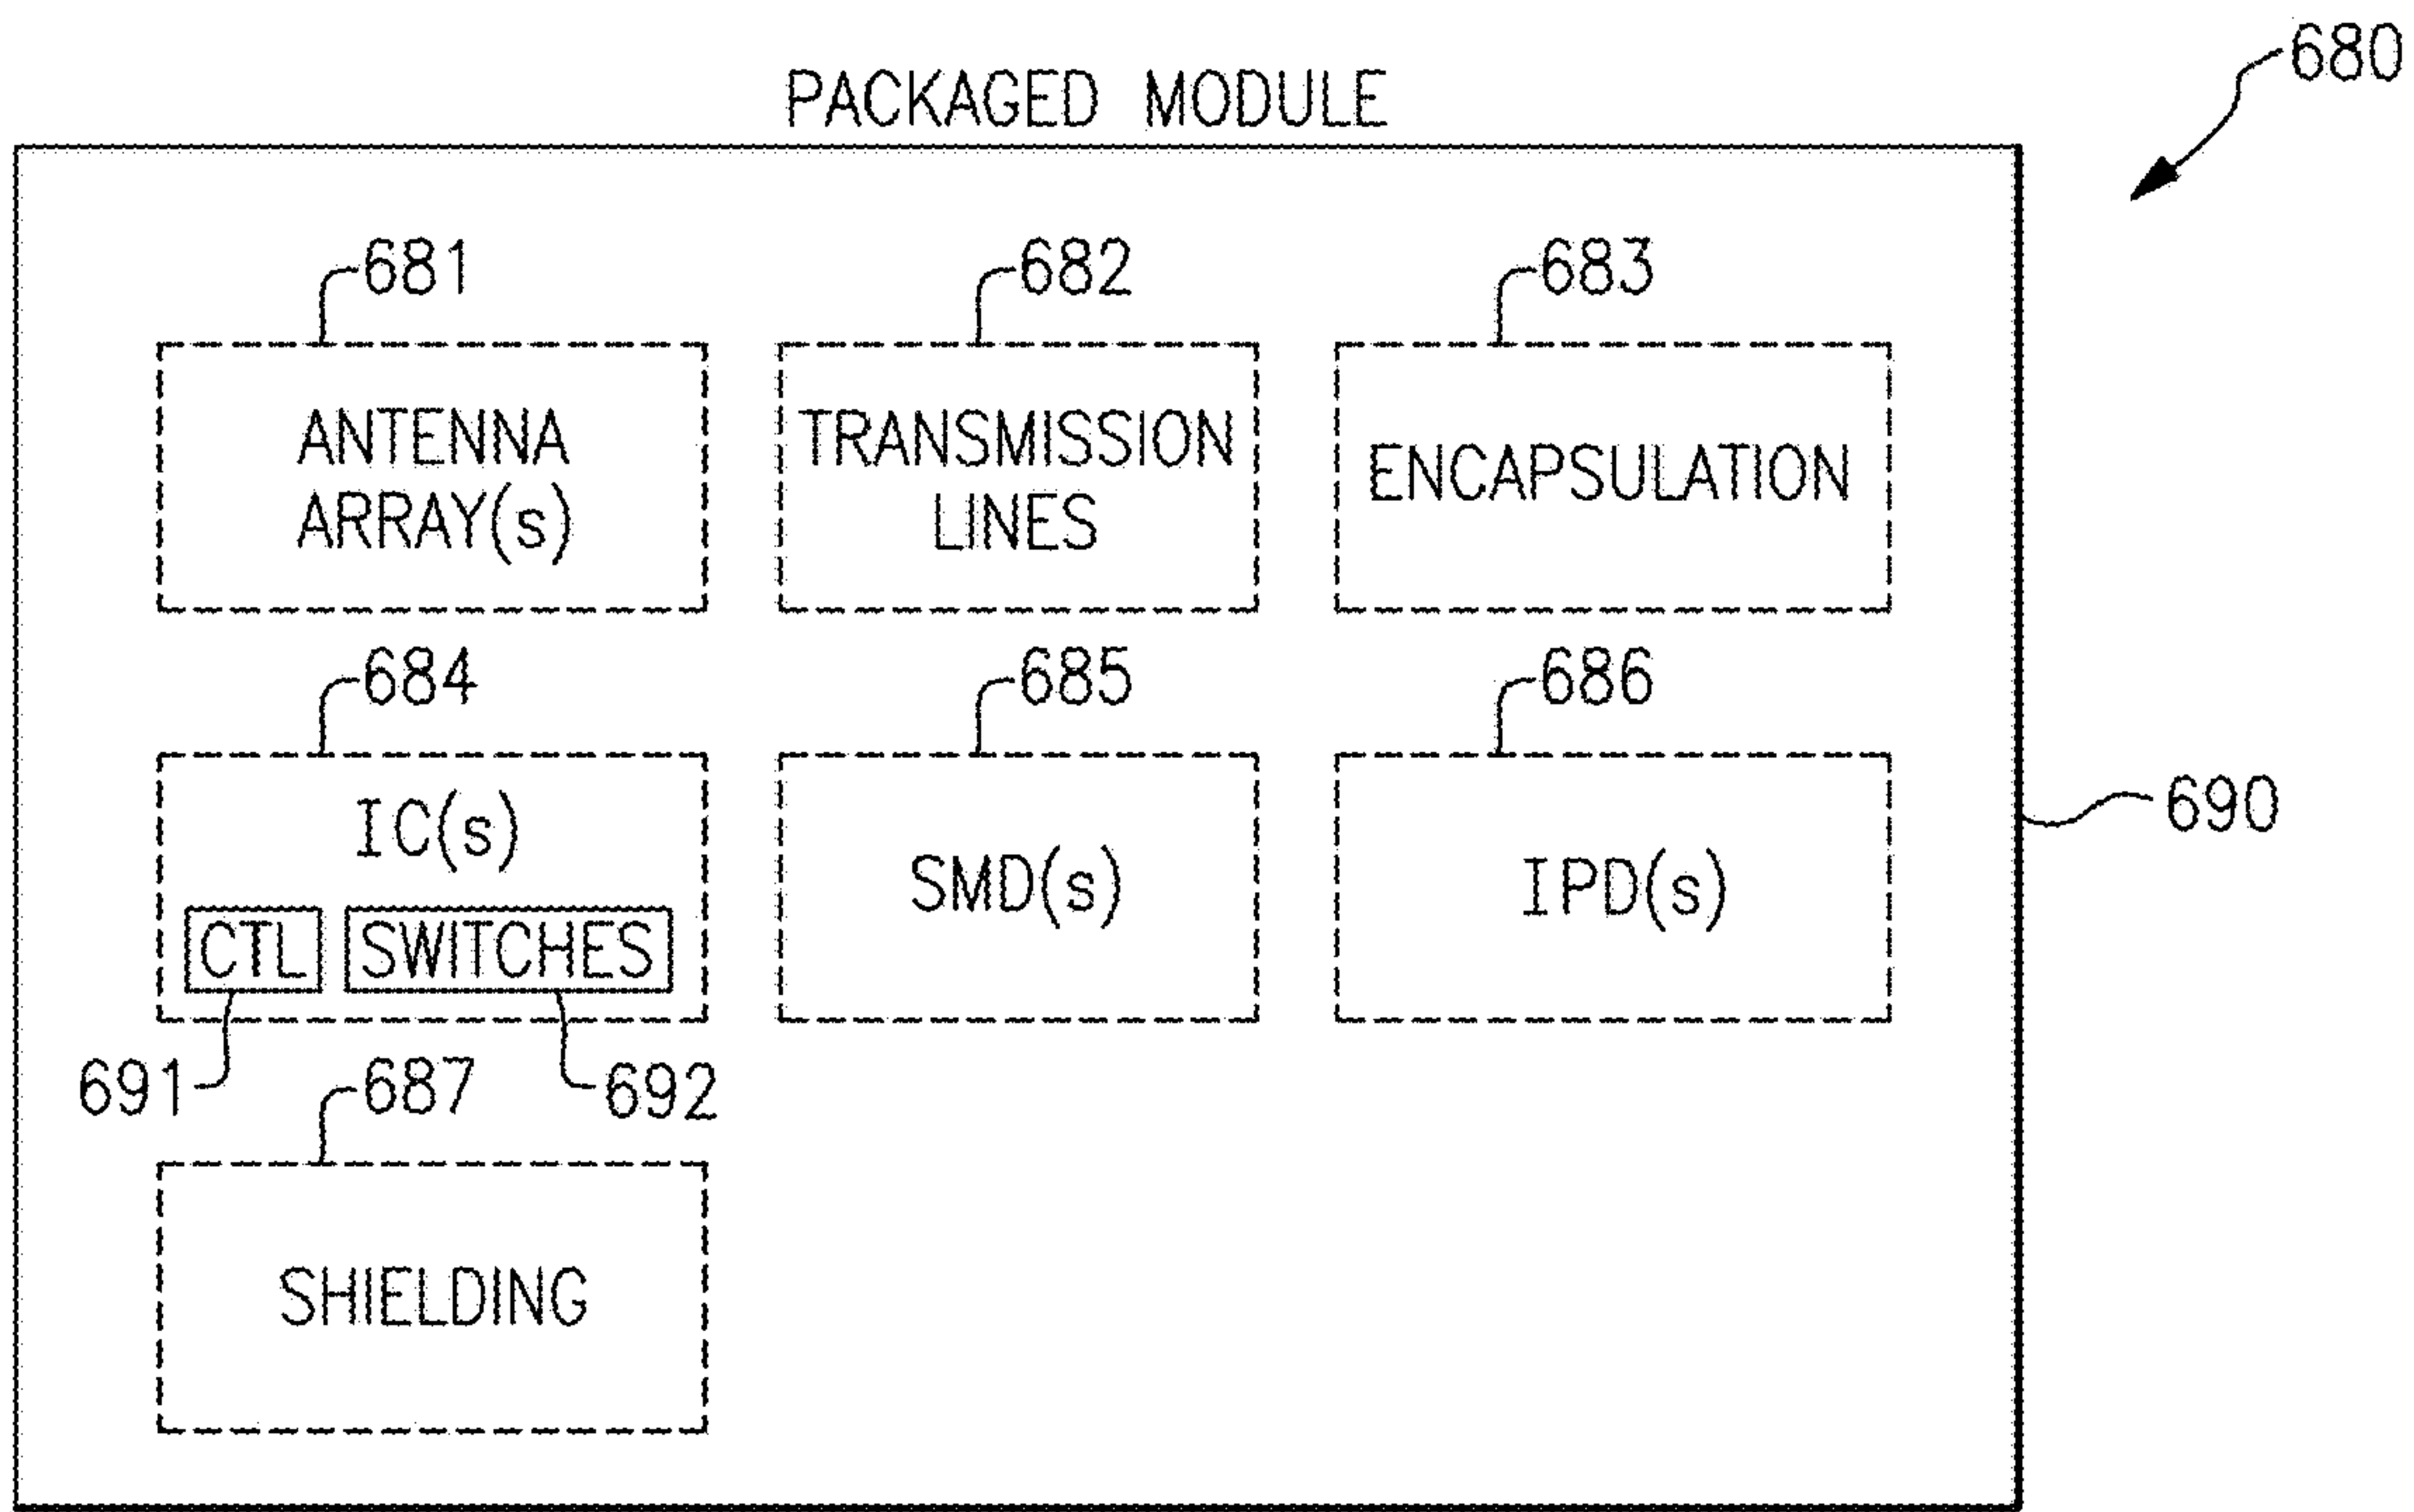 680
PACKAGED MODULE
681
682
683
ANTENNA
ARRAY(s)
TRANSMISSION
LINES
ENCAPSULATION
684
685
686
IC(s)
CTL
SWITCHES
SMD(s)
IPD(s)
690
691
687
692
SHIELDING